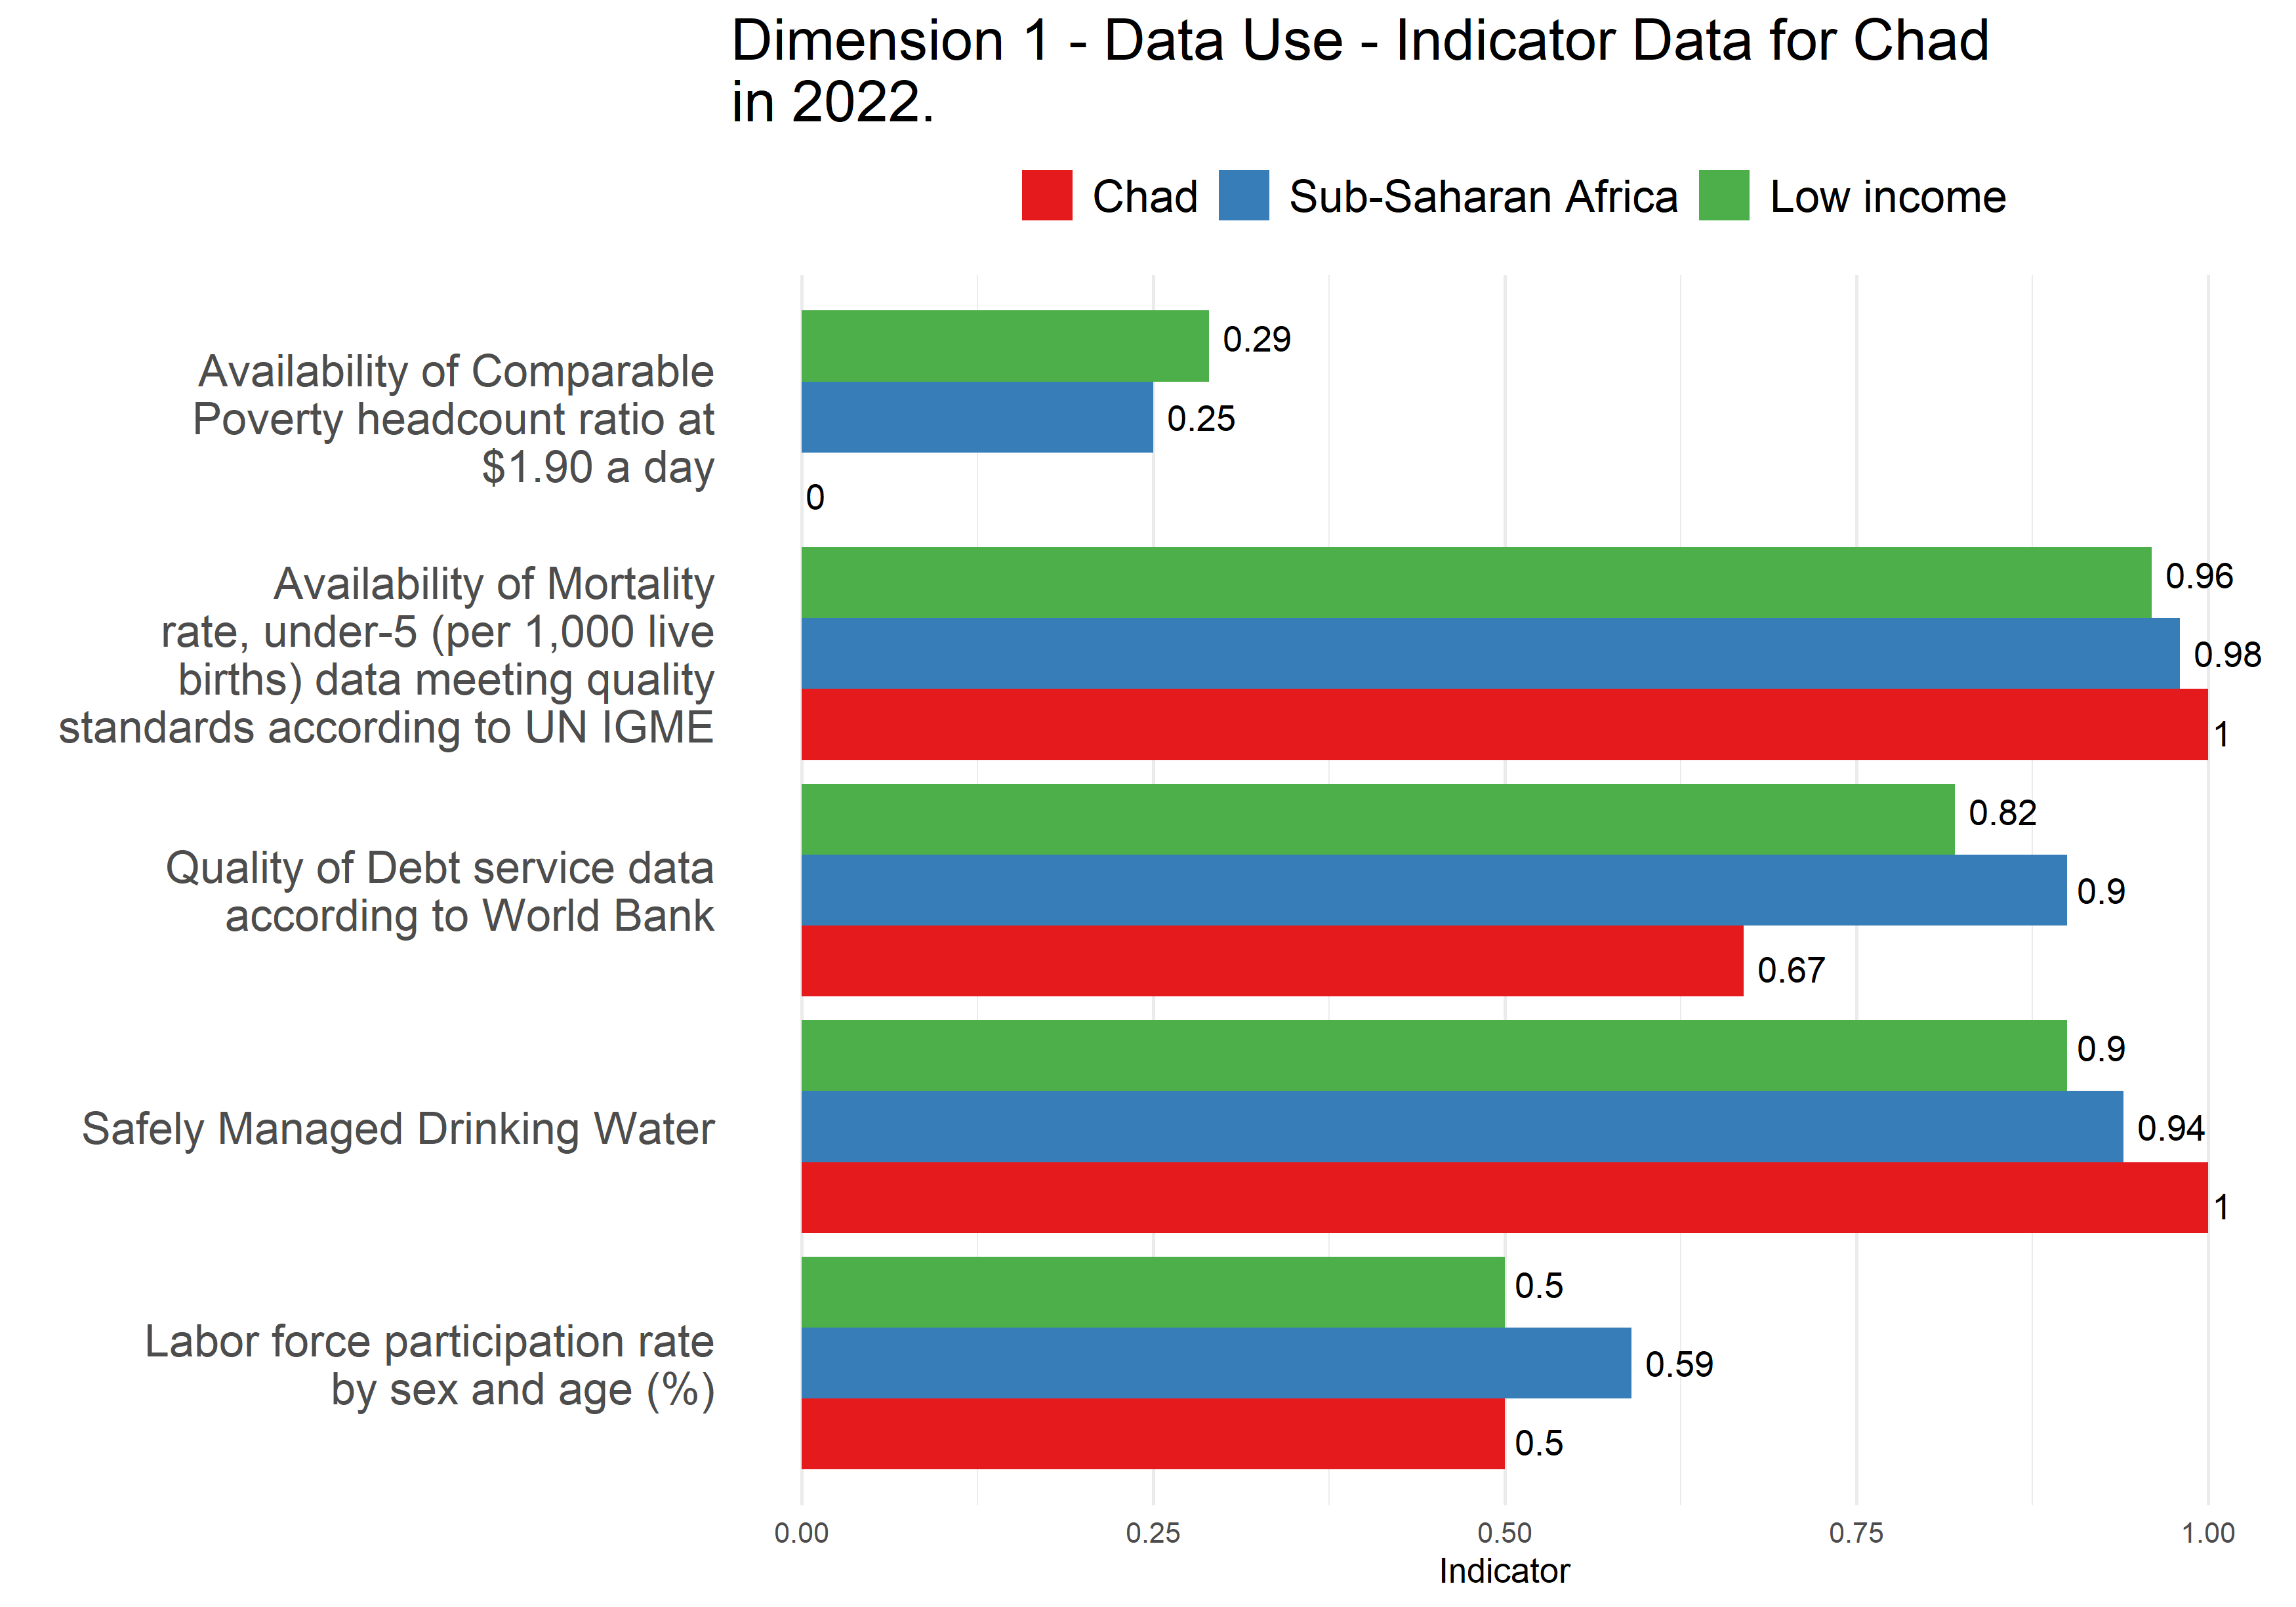 Dimension 1 - Data Use - Indicator Data for Chad
in 2022.
Chad
Sub-Saharan Africa
Low income
Availability of Comparable
Poverty headcount ratio at
$1.90 a day
0.29
0.25
0
Availability of Mortality
rate, under-5 (per 1,000 live
births) data meeting quality
standards according to UN IGME
0.96
0.98
1
Quality of Debt service data
according to World Bank
0.82
0.9
0.67
Safely Managed Drinking Water
0.9
0.94
1
Labor force participation rate
by sex and age (%)
0.5
0.59
0.5
0.00
0.25
0.50
0.75
1.00
Indicator